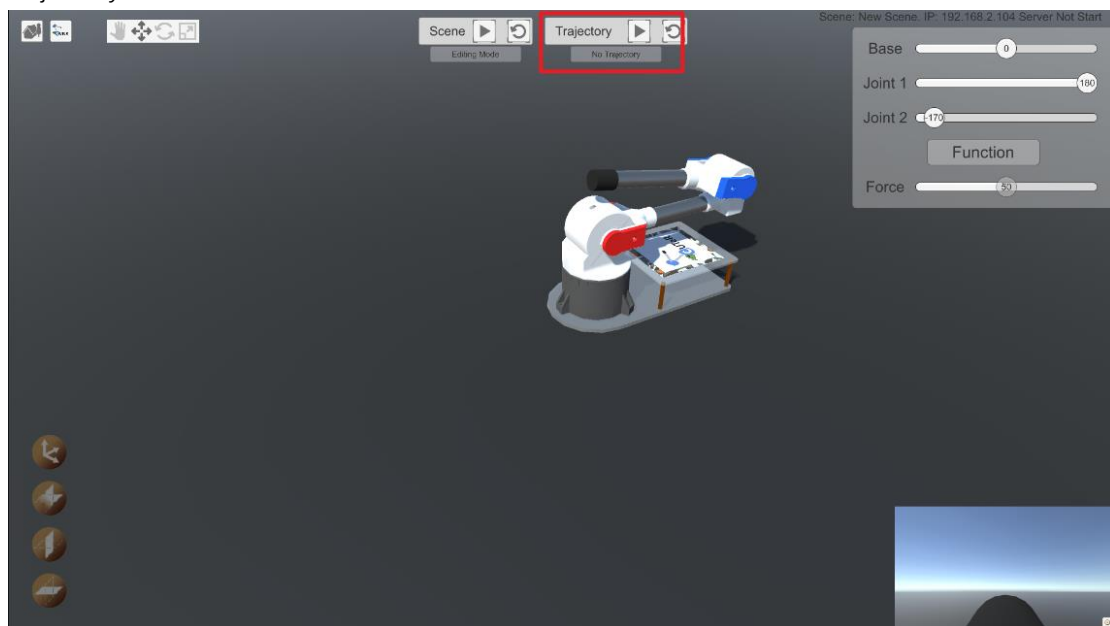 Scene: New Scene. IP: 192.168.2.104 Server Not Start
Scene
Editing Mode
Trajectory
No Trajectory
Base 0
Joint 1 180
Joint 2 -170
Function
Force 50